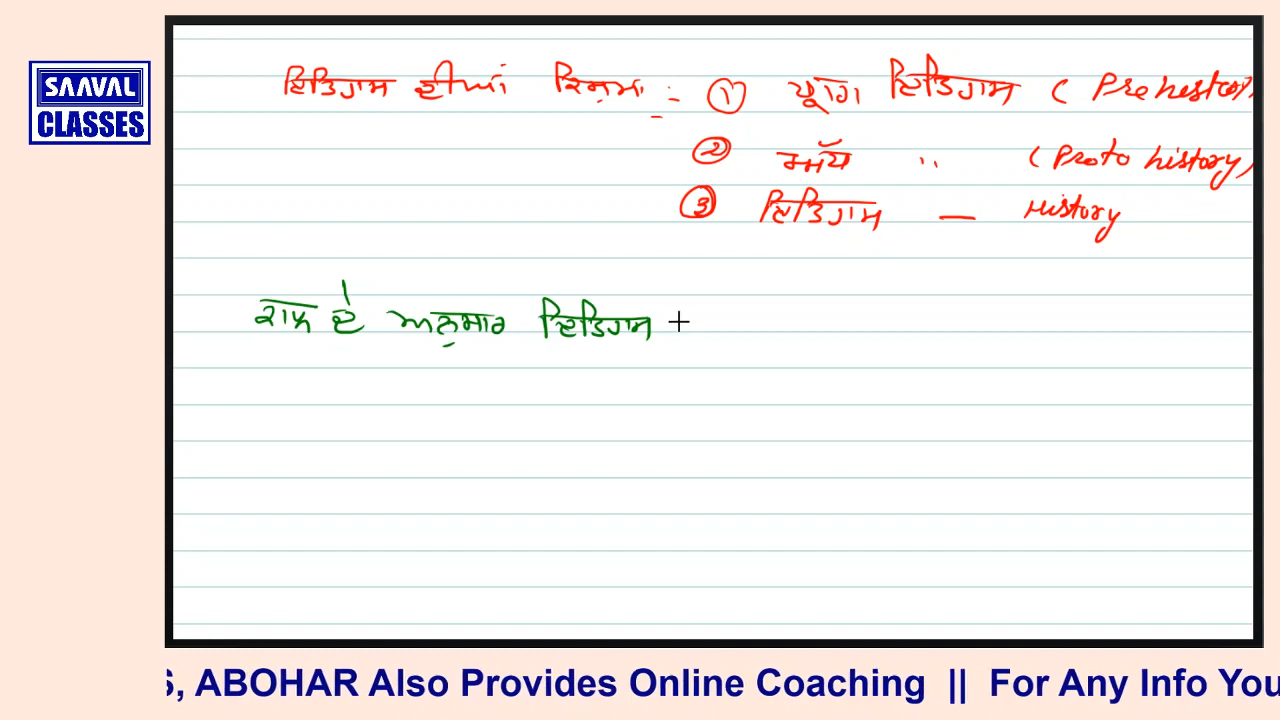 SAAVAL
CLASSES
ਇਤਿਹਾਸ ਦੀਆਂ ਕਿਸਮਾਂ :- ① ਪੂਰਾਗ ਇਤਿਹਾਸ ( Prehistory
② ਮੱਧ " ( Proto history)
③ ਇਤਿਹਾਸ — History
ਕਾਲ ਦੇ ਅਨੁਸਾਰ ਇਤਿਹਾਸ
S, ABOHAR Also Provides Online Coaching || For Any Info You